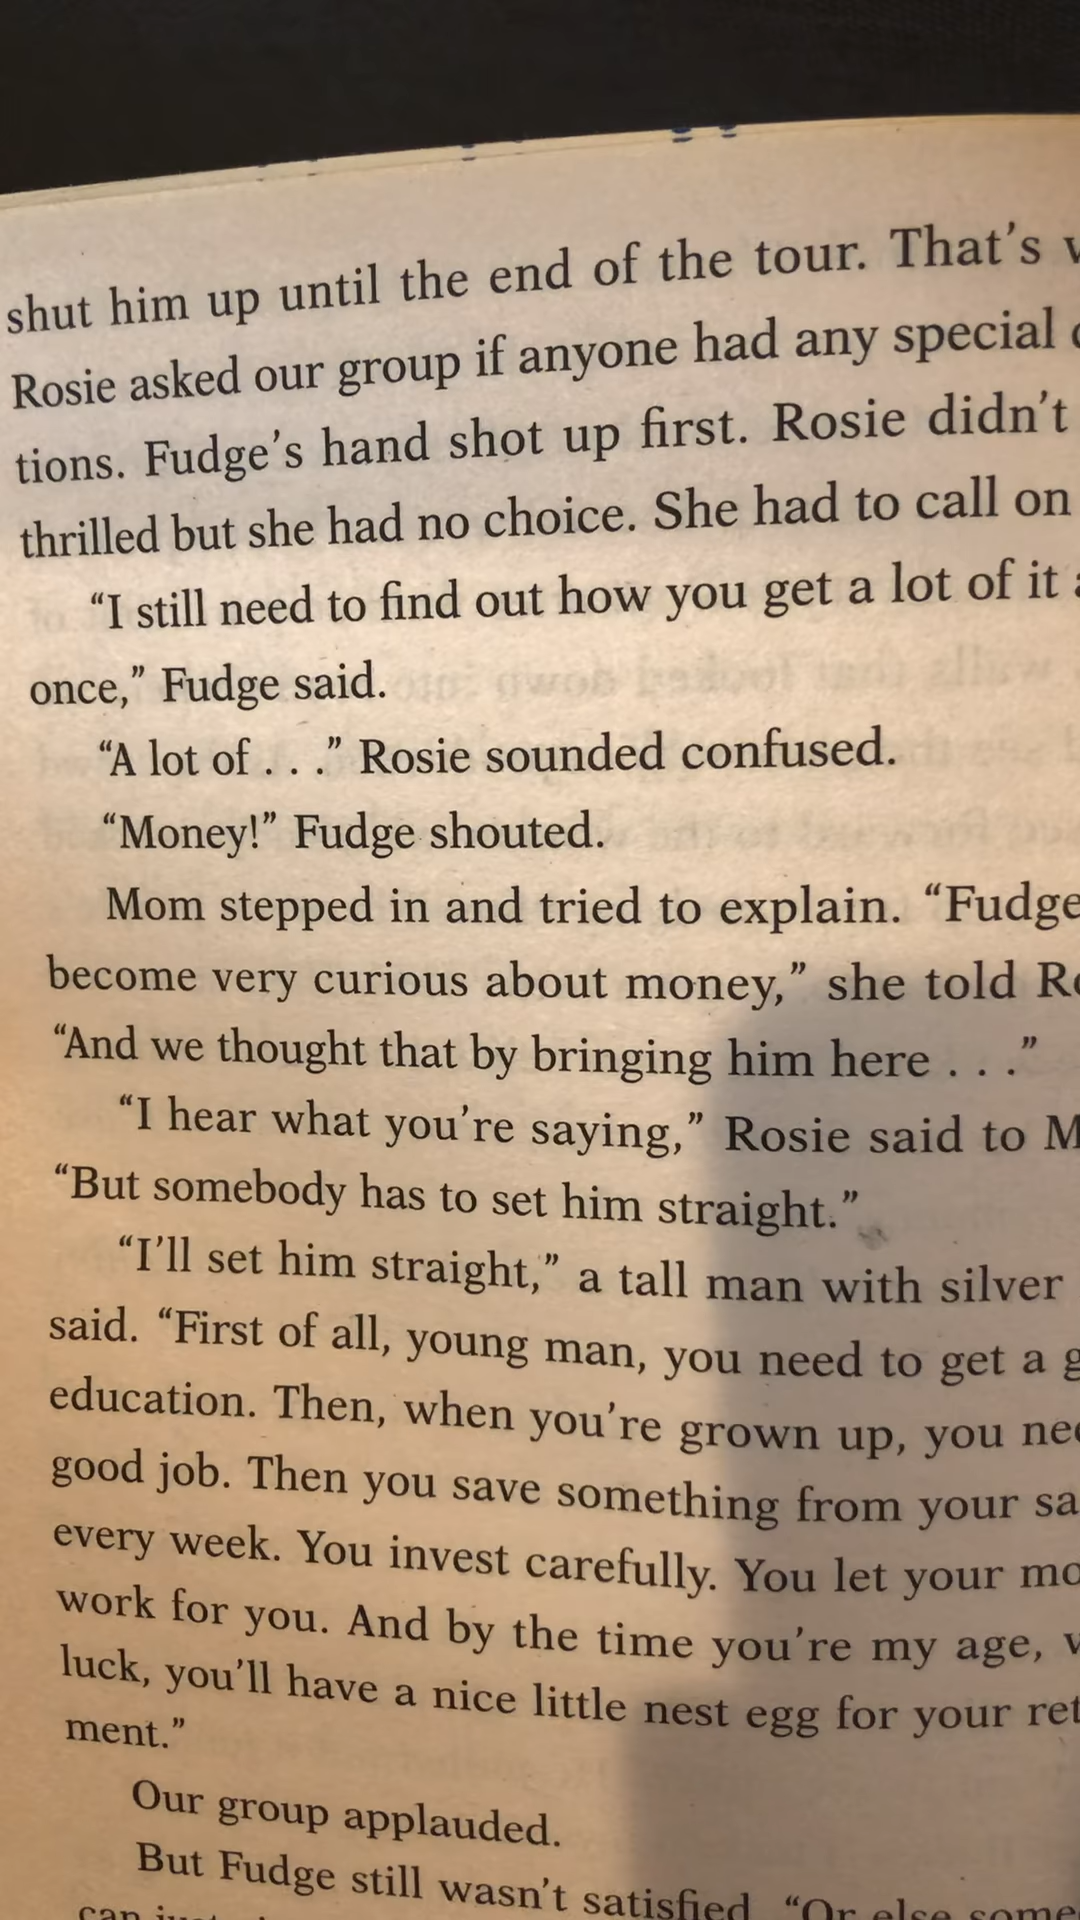 shut him up until the end of the tour. That's
Rosie asked our group if anyone had any special
tions. Fudge's hand shot up first. Rosie didn't
thrilled but she had no choice. She had to call on
“I still need to find out how you get a lot of it
once,” Fudge said.
“A lot of . . .” Rosie sounded confused.
“Money!” Fudge shouted.
Mom stepped in and tried to explain. “Fudge
become very curious about money,” she told
“And we thought that by bringing him here . . .”
“I hear what you're saying,” Rosie said to
“But somebody has to set him straight.”
“I'll set him straight,” a tall man with silver
said. “First of all, young man, you need to get a
education. Then, when you're grown up, you
good job. Then you save something from your
every week. You invest carefully. You let your
work for you. And by the time you're my age,
luck, you'll have a nice little nest egg for your
ment.”
Our group applauded.
But Fudge still wasn't satisfied. “Or else some
can